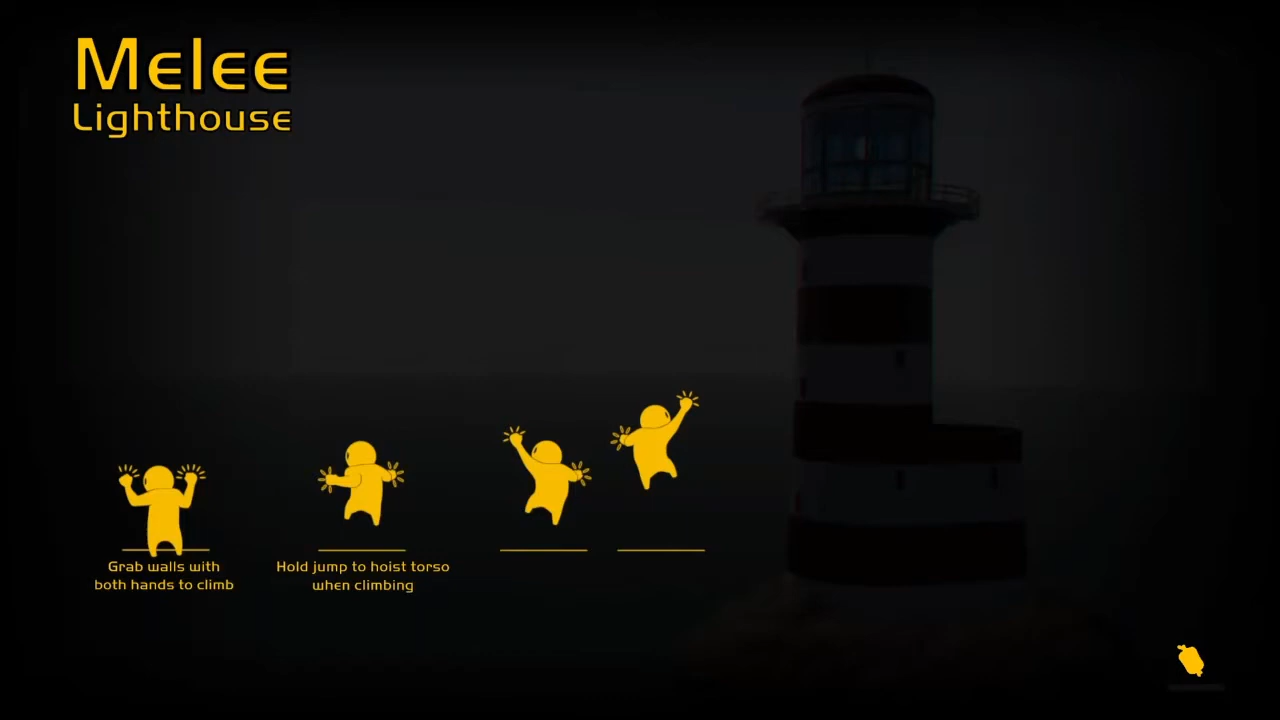 Melee
Lighthouse
Grab walls with
both hands to climb
Hold jump to hoist torso
when climbing